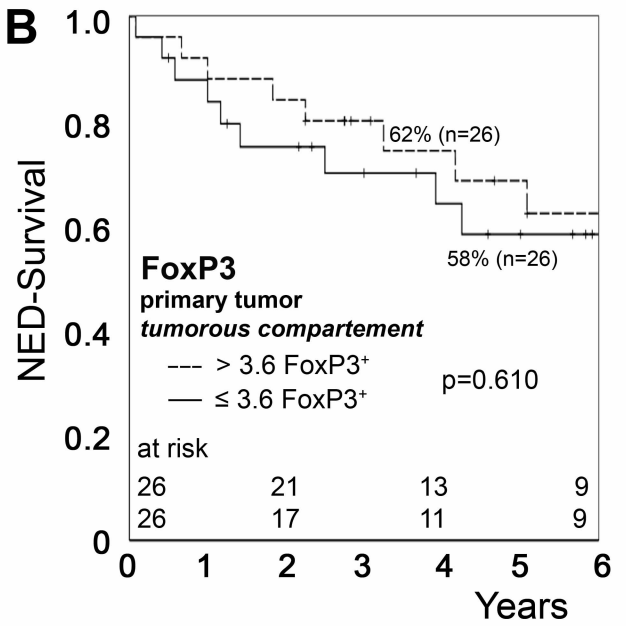 B
1.0
0.8
0.6
0.4
0.2
0
NED-Survival
62% (n=26)
58% (n=26)
FoxP3
primary tumor
tumorous compartement
> 3.6 FoxP3⁺
≤ 3.6 FoxP3⁺
p=0.610
at risk
26 21 13 9
26 17 11 9
0 1 2 3 4 5 6
Years